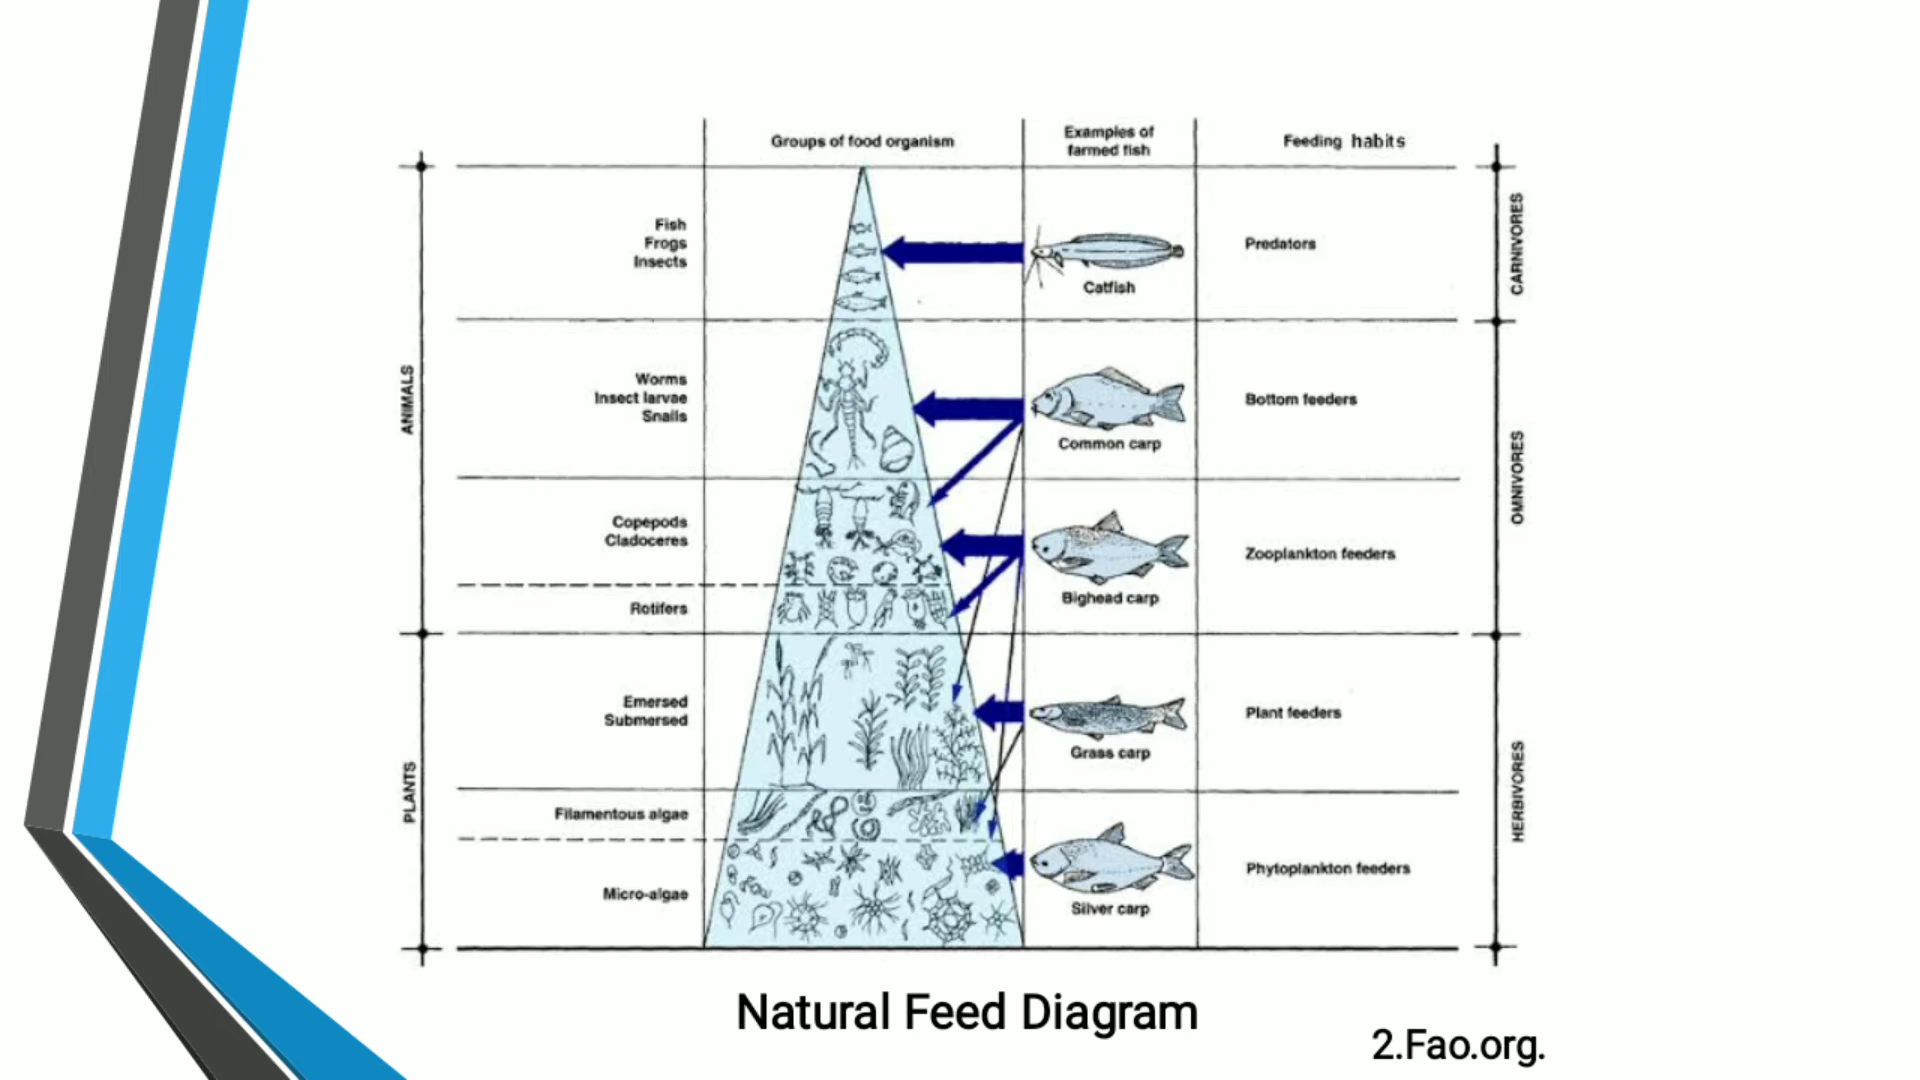 Groups of food organism
Examples of
farmed fish
Feeding habits
ANIMALS
PLANTS
Fish
Frogs
Insects
Catfish
Predators
CARNIVORES
Worms
Insect larvae
Snails
Common carp
Bottom feeders
OMNIVORES
Copepods
Cladoceres
Rotifers
Bighead carp
Zooplankton feeders
Emersed
Submersed
Grass carp
Plant feeders
HERBIVORES
Filamentous algae
Micro-algae
Silver carp
Phytoplankton feeders
Natural Feed Diagram
2.Fao.org.